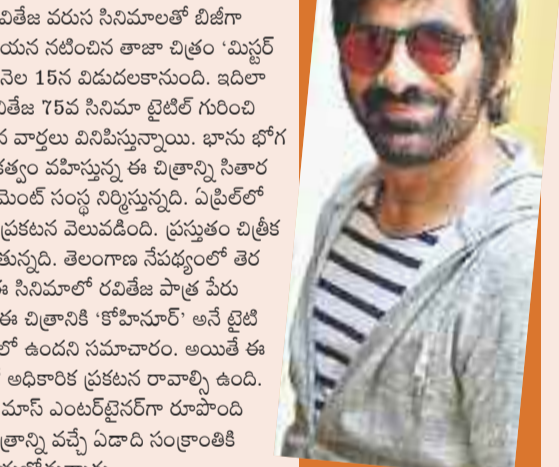 వితేజ వరుస సినిమాలతో బిజీగా
యన నటించిన తాజా చిత్రం ‘మిస్టర్
నెల 15న విడుదలకానుంది. ఇదిలా
వితేజ 75వ సినిమా టైటిల్ గురించి
న వార్తలు వినిపిస్తున్నాయి. భాను భోగ
కత్వం వహిస్తున్న ఈ చిత్రాన్ని సితార
మెంట్ సంస్థ నిర్మిస్తున్నది. ఏప్రిల్‌లో
ప్రకటన వెలువడింది. ప్రస్తుతం చిత్రీక
తున్నది. తెలంగాణ నేపథ్యంలో తెర
ఈ సినిమాలో రవితేజ పాత్ర పేరు
ఈ చిత్రానికి ‘కోహినూర్’ అనే టైటి
లో ఉందని సమాచారం. అయితే ఈ
అధికారిక ప్రకటన రావాల్సి ఉంది.
మాస్ ఎంటర్‌టైనర్‌గా రూపొంది
త్రాన్ని వచ్చే ఏడాది సంక్రాంతికి